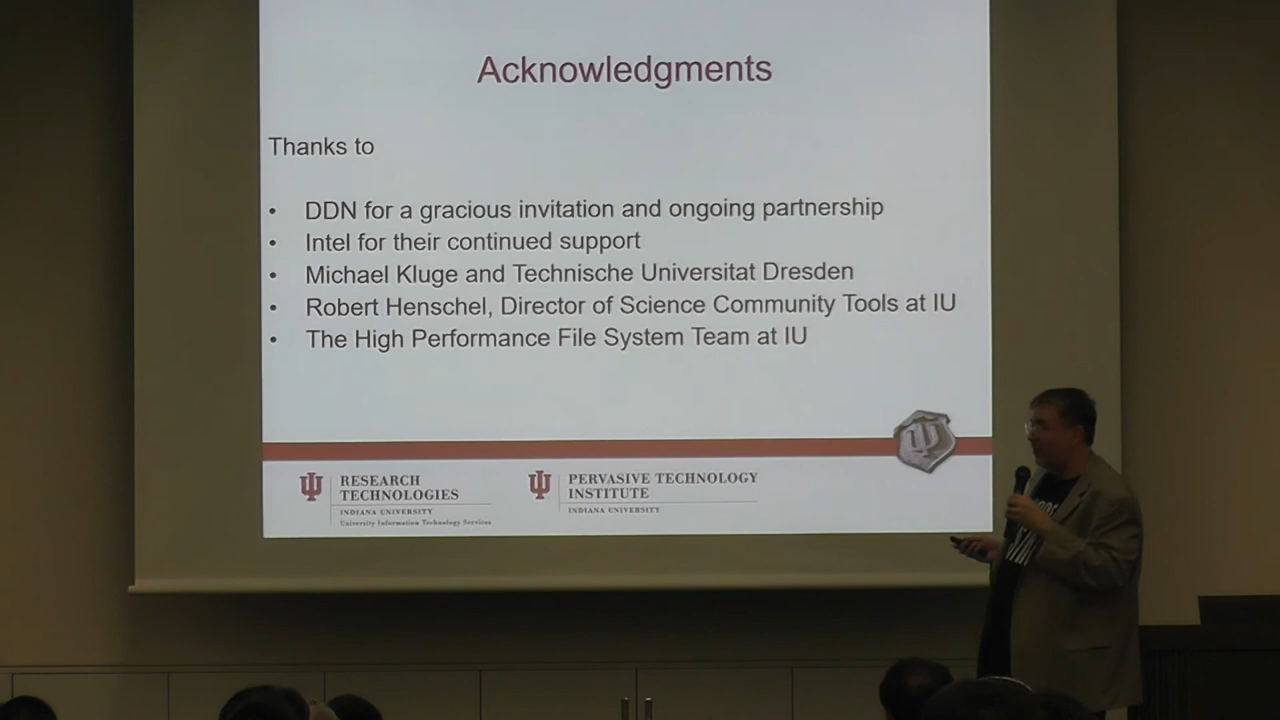 Acknowledgments
Thanks to
• DDN for a gracious invitation and ongoing partnership
• Intel for their continued support
• Michael Kluge and Technische Universitat Dresden
• Robert Henschel, Director of Science Community Tools at IU
• The High Performance File System Team at IU
RESEARCH
TECHNOLOGIES
INDIANA UNIVERSITY
University Information Technology Services
PERVASIVE TECHNOLOGY
INSTITUTE
INDIANA UNIVERSITY